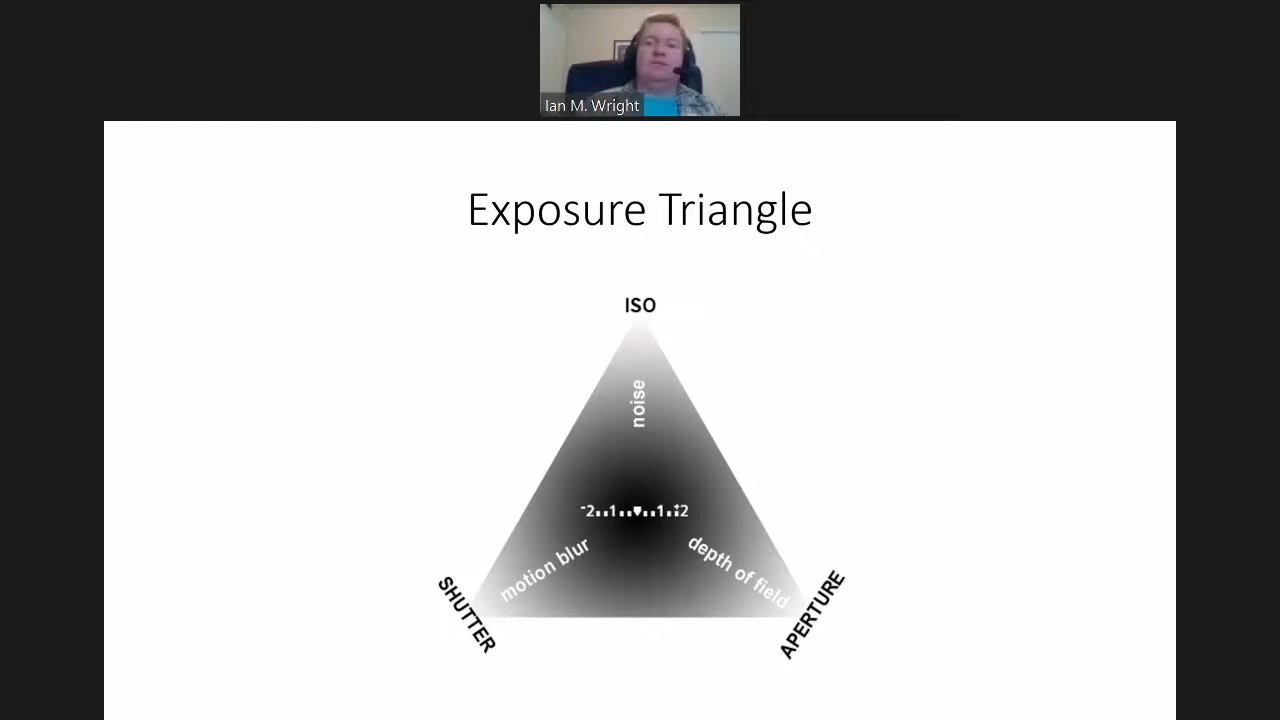 Ian M. Wright
Exposure Triangle
ISO
noise
-2..1..▾..1..+2
motion blur
depth of field
SHUTTER
APERTURE